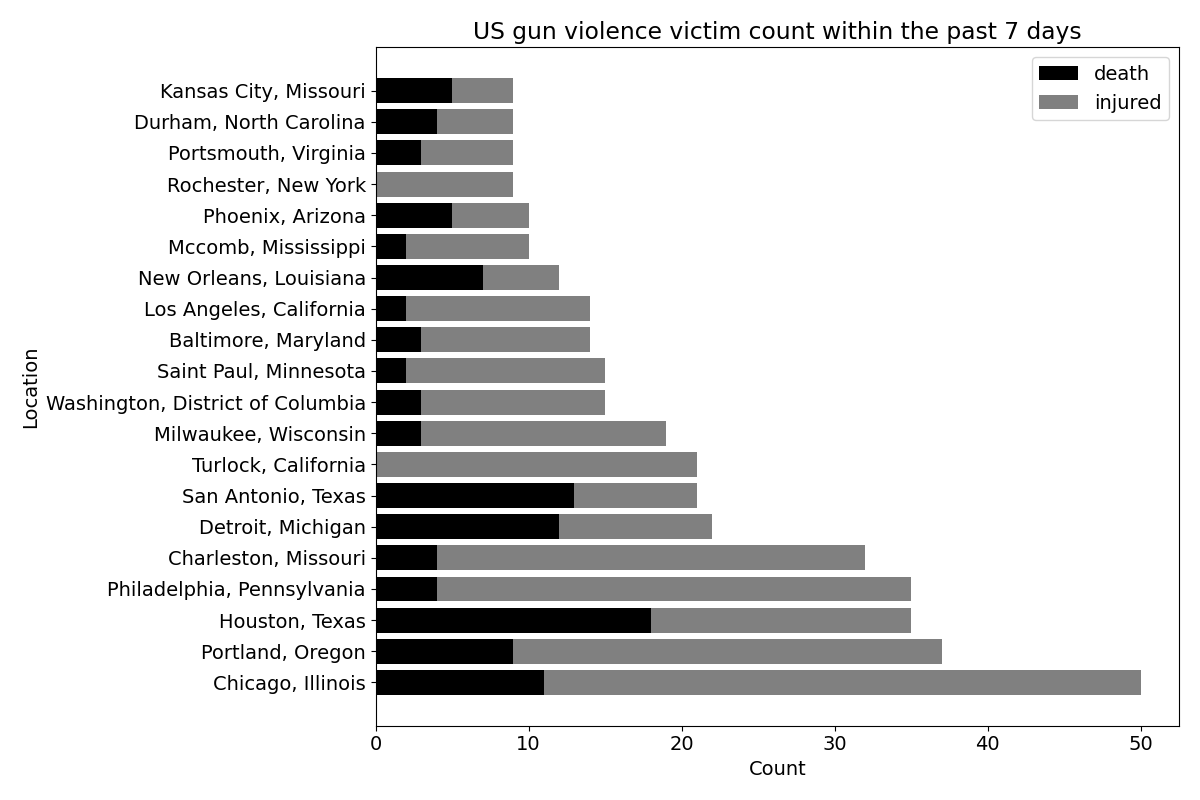 US gun violence victim count within the past 7 days
death
injured
Kansas City, Missouri
Durham, North Carolina
Portsmouth, Virginia
Rochester, New York
Phoenix, Arizona
Mccomb, Mississippi
New Orleans, Louisiana
Los Angeles, California
Baltimore, Maryland
Saint Paul, Minnesota
Washington, District of Columbia
Milwaukee, Wisconsin
Turlock, California
San Antonio, Texas
Detroit, Michigan
Charleston, Missouri
Philadelphia, Pennsylvania
Houston, Texas
Portland, Oregon
Chicago, Illinois
Location
0 10 20 30 40 50
Count